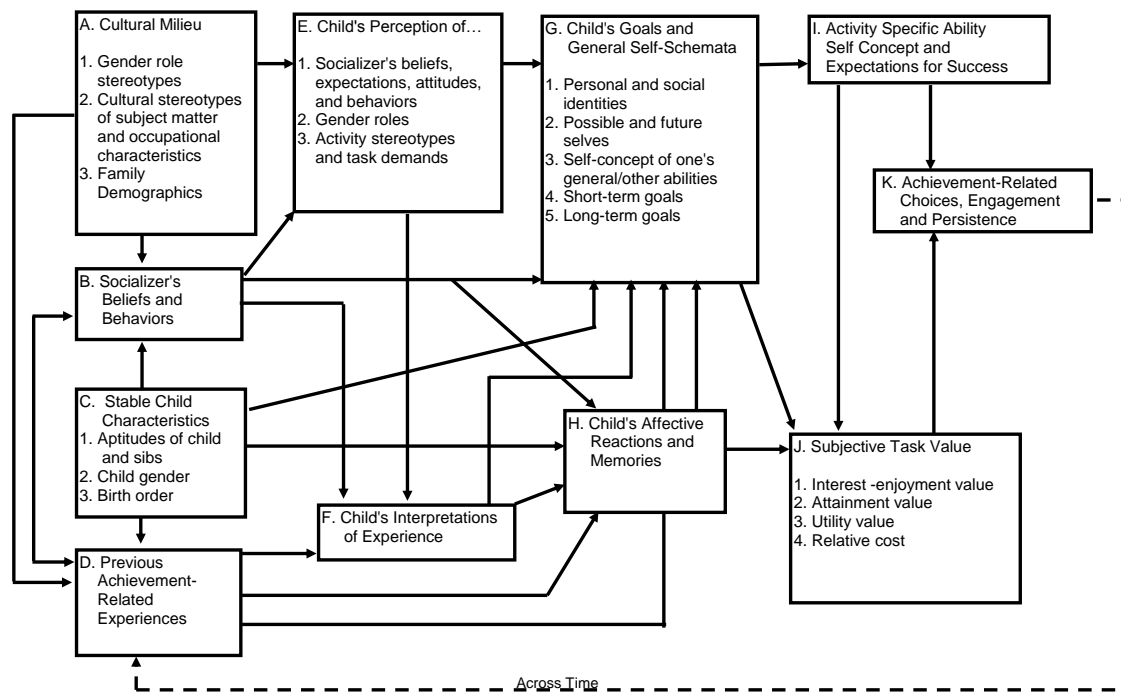 A. Cultural Milieu
1. Gender role
stereotypes
2. Cultural stereotypes
of subject matter
and occupational
characteristics
3. Family
Demographics
B. Socializer's
Beliefs and
Behaviors
C. Stable Child
Characteristics
1. Aptitudes of child
and sibs
2. Child gender
3. Birth order
D. Previous
Achievement-
Related
Experiences
E. Child's Perception of…
1. Socializer's beliefs,
expectations, attitudes,
and behaviors
2. Gender roles
3. Activity stereotypes
and task demands
F. Child's Interpretations
of Experience
G. Child's Goals and
General Self-Schemata
1. Personal and social
identities
2. Possible and future
selves
3. Self-concept of one's
general/other abilities
4. Short-term goals
5. Long-term goals
H. Child's Affective
Reactions and
Memories
I. Activity Specific Ability
Self Concept and
Expectations for Success
K. Achievement-Related
Choices, Engagement
and Persistence
J. Subjective Task Value
1. Interest -enjoyment value
2. Attainment value
3. Utility value
4. Relative cost
Across Time